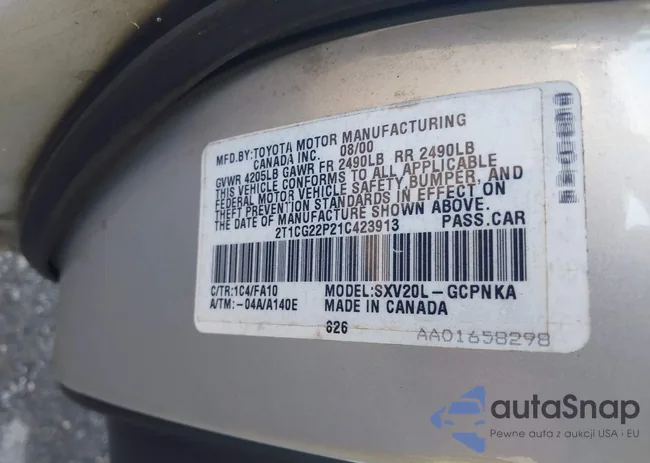 MFD.BY:TOYOTA MOTOR MANUFACTURING
CANADA INC. 08/00
GVWR 4205LB GAWR FR 2490LB RR 2490LB
THIS VEHICLE CONFORMS TO ALL APPLICABLE
FEDERAL MOTOR VEHICLE SAFETY, BUMPER, AND
THEFT PREVENTION STANDARDS IN EFFECT ON
THE DATE OF MANUFACTURE SHOWN ABOVE.
2T1CG22P21C423913 PASS.CAR
C/TR:1C4/FA10 MODEL:SXV20L-GCPNKA
A/TM:-04A/A140E MADE IN CANADA
626 AA01658298
autaSnap
Pewne auta z aukcji USA i EU